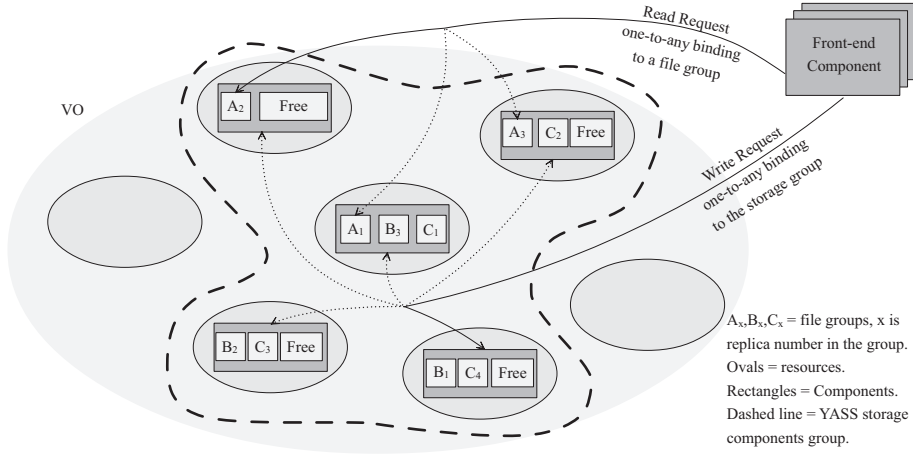 Read Request
one-to-any binding
to a file group
Front-end
Component
VO
A₂ Free
A₃ C₂ Free
Write Request
one-to-any binding
to the storage group
A₁ B₃ C₁
B₂ C₃ Free
B₁ C₄ Free
Aₓ,Bₓ,Cₓ = file groups, x is
replica number in the group.
Ovals = resources.
Rectangles = Components.
Dashed line = YASS storage
components group.